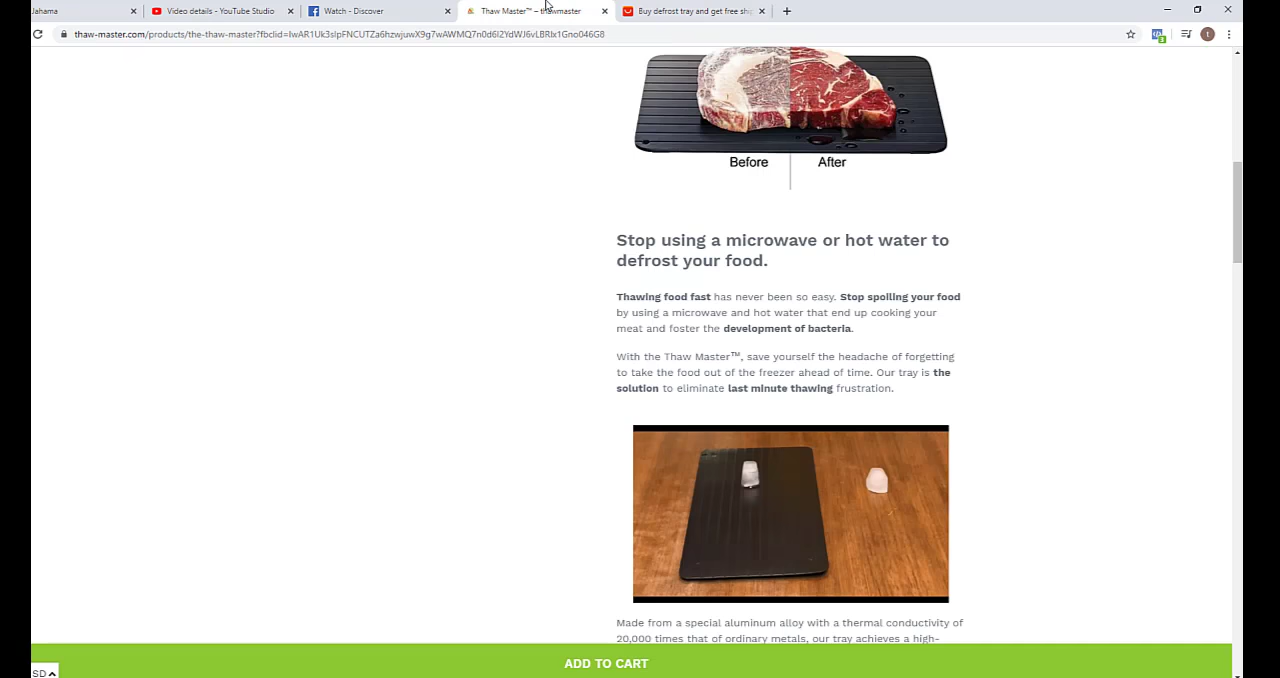 Jahama
Video details - YouTube Studio
Watch - Discover
Thaw Master™ – thawmaster
Buy defrost tray and get free shi
thaw-master.com/products/the-thaw-master?fbclid=IwAR1Uk3slpFNCUTZa6hzwjuwX9g7wAWMQ7n0d6l2YdWJ6vLBRlx1Gno046G8
Before
After
Stop using a microwave or hot water to
defrost your food.
Thawing food fast has never been so easy. Stop spoiling your food
by using a microwave and hot water that end up cooking your
meat and foster the development of bacteria.
With the Thaw Master™, save yourself the headache of forgetting
to take the food out of the freezer ahead of time. Our tray is the
solution to eliminate last minute thawing frustration.
Made from a special aluminum alloy with a thermal conductivity of
20,000 times that of ordinary metals, our tray achieves a high-
ADD TO CART
SD